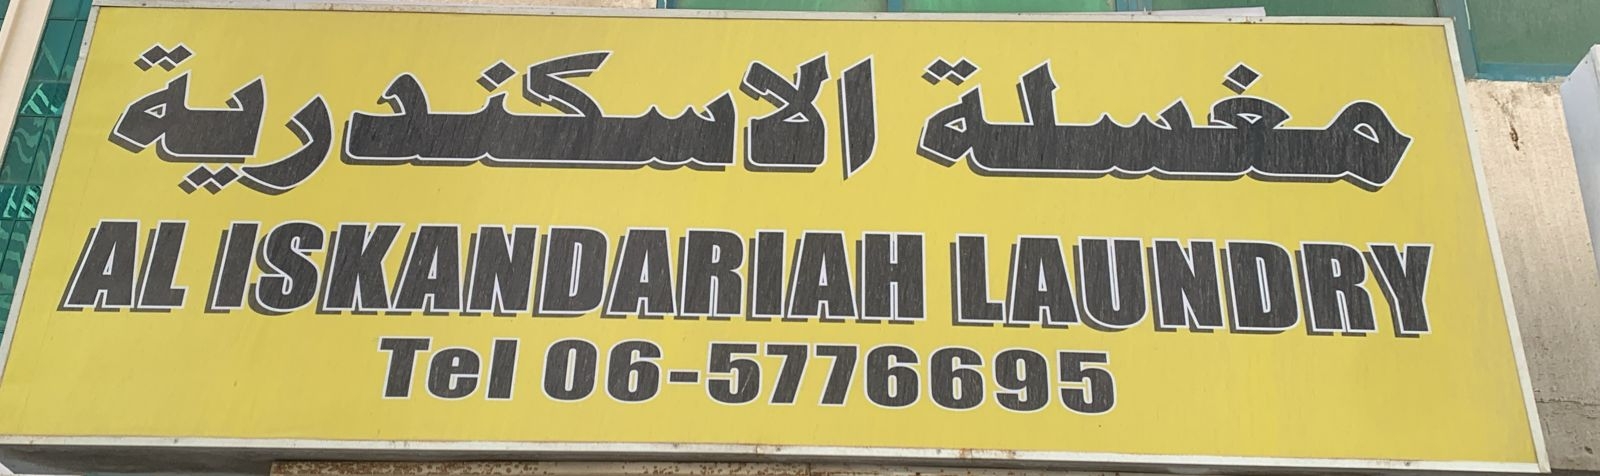 مغسلة الاسكندرية
AL ISKANDARIAH LAUNDRY
Tel 06-5776695